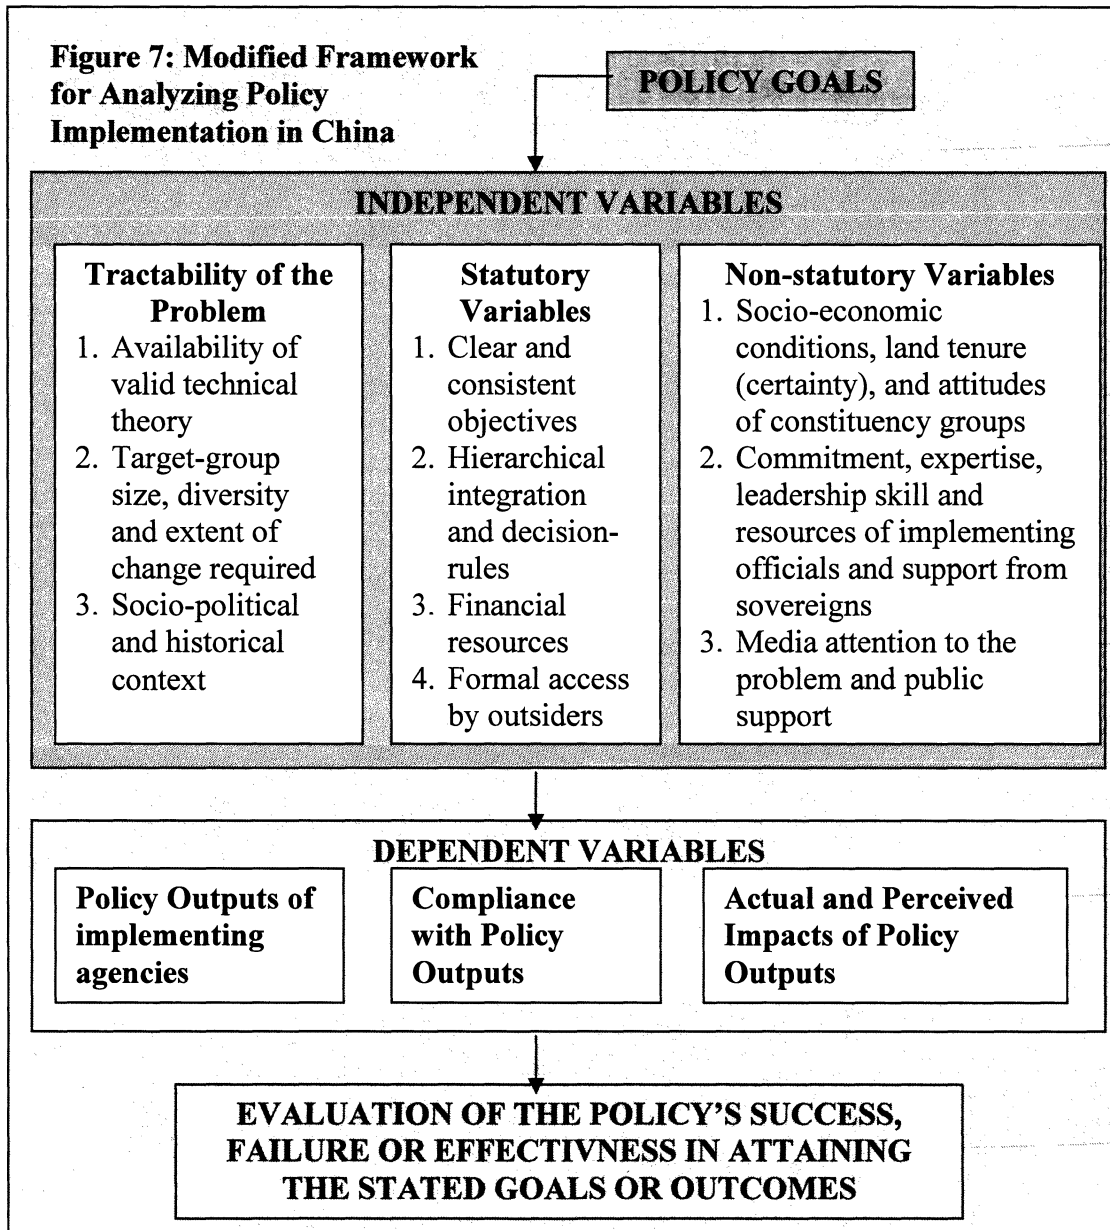 Figure 7: Modified Framework
for Analyzing Policy
Implementation in China
POLICY GOALS
INDEPENDENT VARIABLES
Tractability of the
Problem
1. Availability of
valid technical
theory
2. Target-group
size, diversity
and extent of
change required
3. Socio-political
and historical
context
Statutory
Variables
1. Clear and
consistent
objectives
2. Hierarchical
integration
and decision-
rules
3. Financial
resources
4. Formal access
by outsiders
Non-statutory Variables
1. Socio-economic
conditions, land tenure
(certainty), and attitudes
of constituency groups
2. Commitment, expertise,
leadership skill and
resources of implementing
officials and support from
sovereigns
3. Media attention to the
problem and public
support
DEPENDENT VARIABLES
Policy Outputs of
implementing
agencies
Compliance
with Policy
Outputs
Actual and Perceived
Impacts of Policy
Outputs
EVALUATION OF THE POLICY'S SUCCESS,
FAILURE OR EFFECTIVNESS IN ATTAINING
THE STATED GOALS OR OUTCOMES